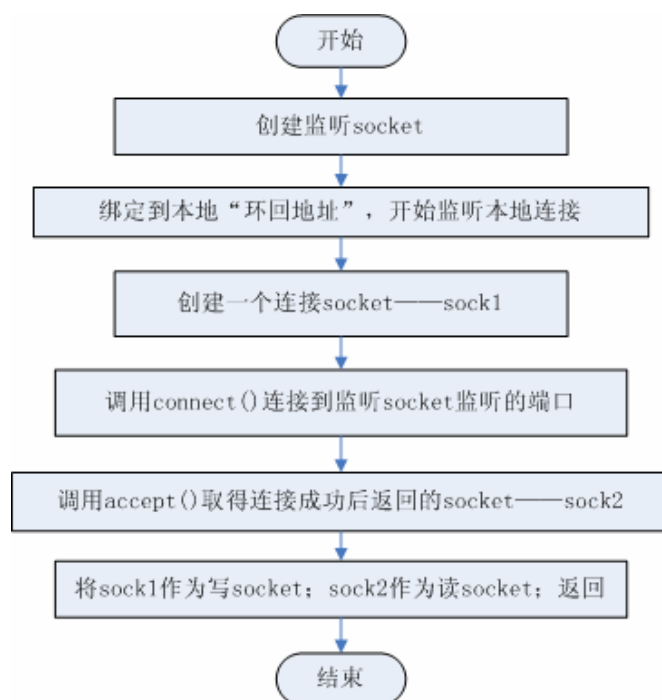 开始
创建监听socket
绑定到本地“环回地址”，开始监听本地连接
创建一个连接socket——sock1
调用connect()连接到监听socket监听的端口
调用accept()取得连接成功后返回的socket——sock2
将sock1作为写socket；sock2作为读socket；返回
结束